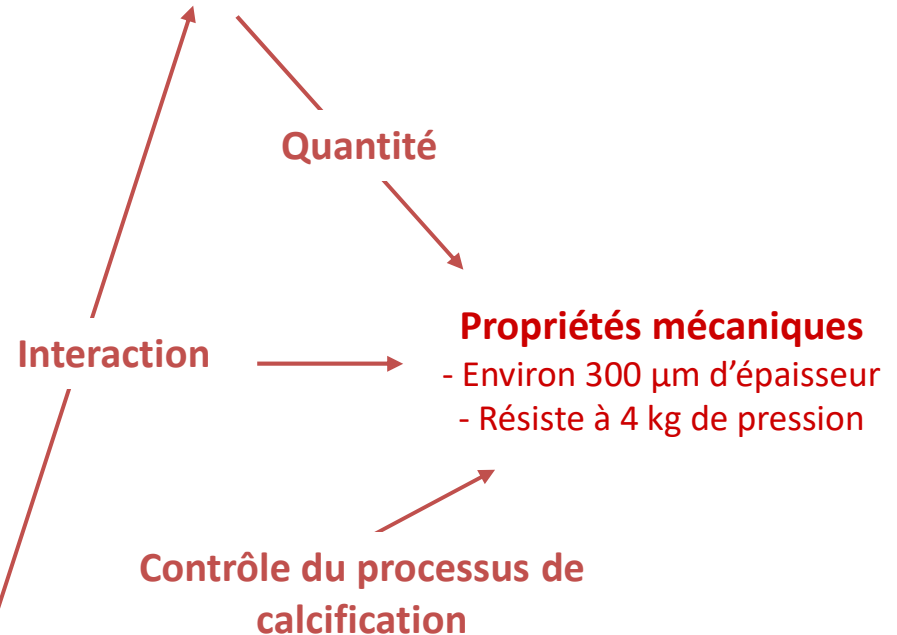 Quantité
Interaction
Propriétés mécaniques
- Environ 300 µm d’épaisseur
- Résiste à 4 kg de pression
Contrôle du processus de
calcification